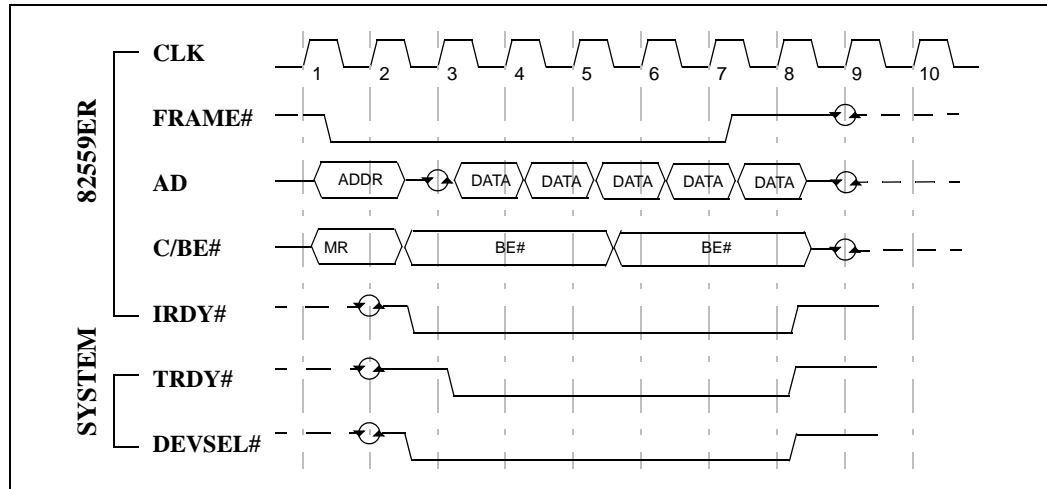 CLK
1 2 3 4 5 6 7 8 9 10
82559ER
FRAME#
AD
ADDR DATA DATA DATA DATA DATA
C/BE#
MR BE# BE#
IRDY#
SYSTEM
TRDY#
DEVSEL#